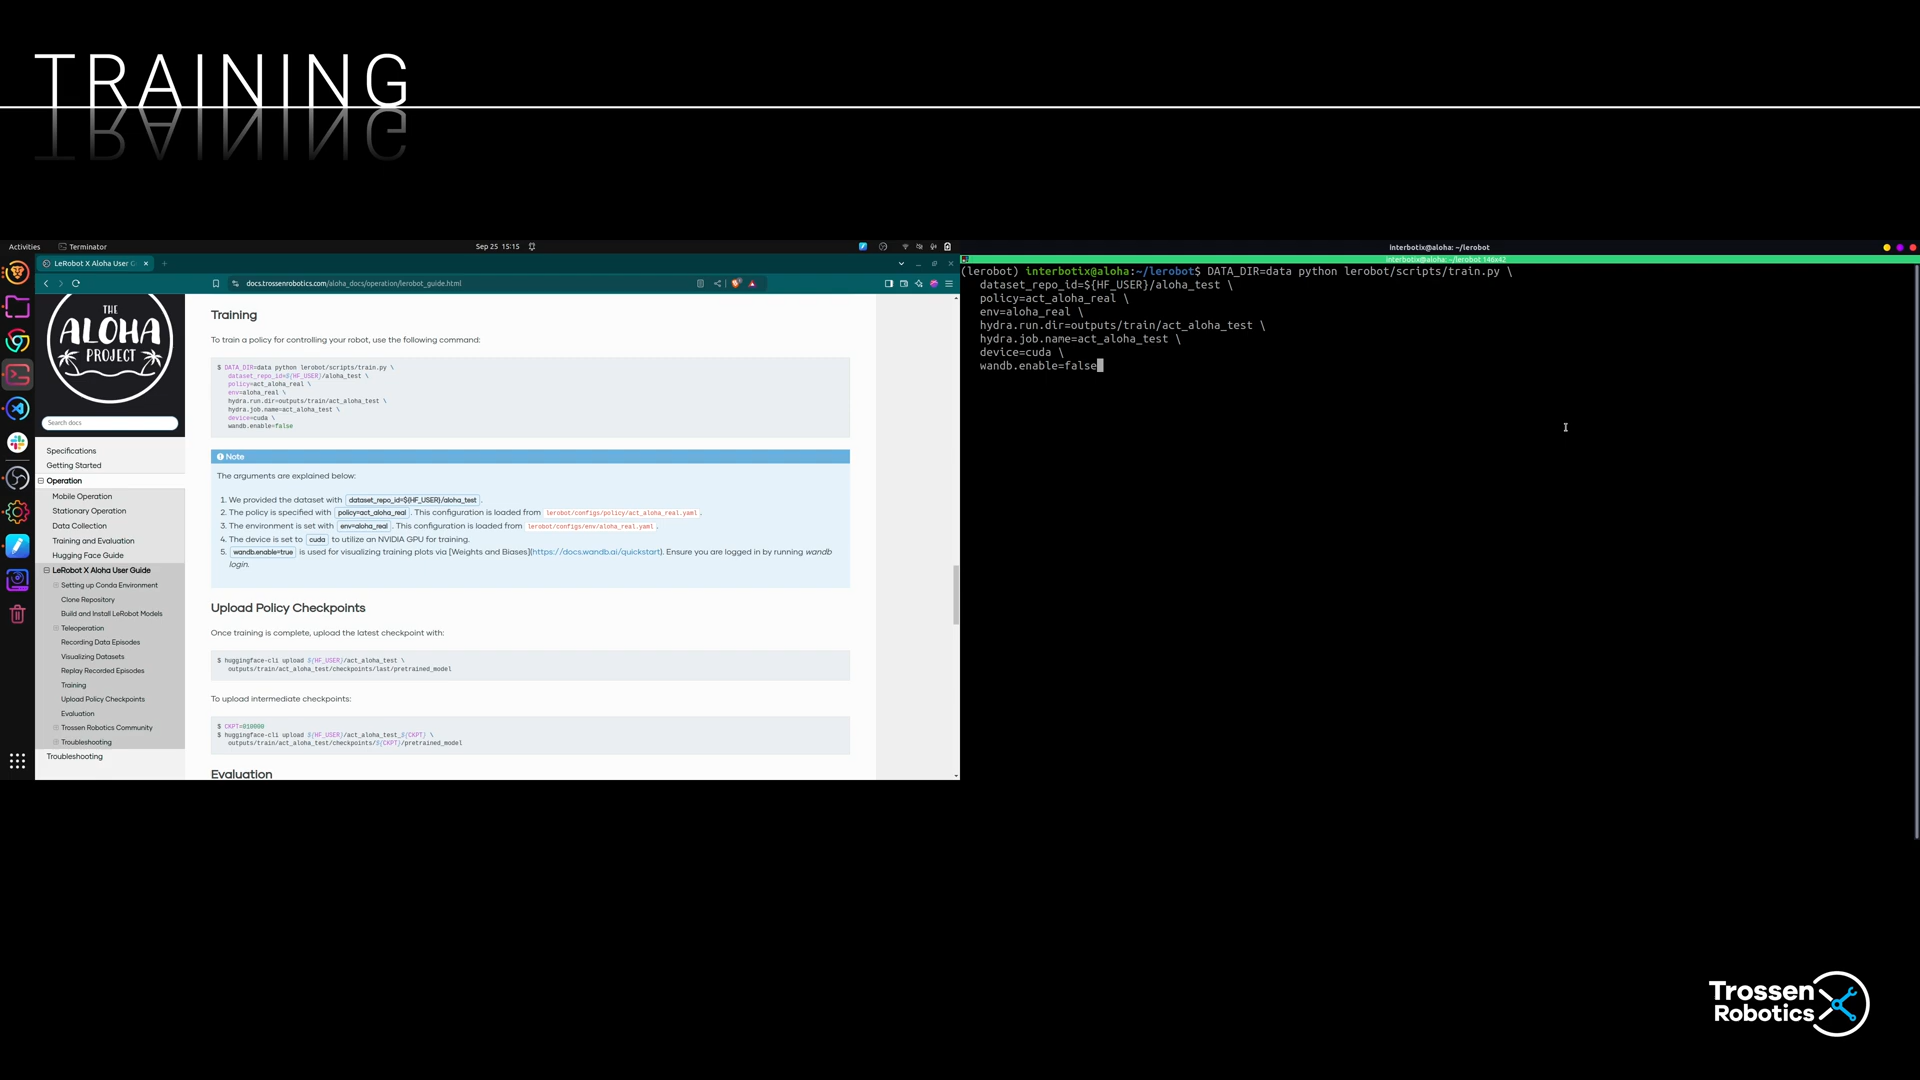 TRAINING
Activities
Terminator
Sep 25 15:15
LeRobot X Aloha User G
docs.trossenrobotics.com/aloha_docs/operation/lerobot_guide.html
THE
ALOHA
PROJECT
Search docs
Specifications
Getting Started
Operation
Mobile Operation
Stationary Operation
Data Collection
Training and Evaluation
Hugging Face Guide
LeRobot X Aloha User Guide
Setting up Conda Environment
Clone Repository
Build and Install LeRobot Models
Teleoperation
Recording Data Episodes
Visualizing Datasets
Replay Recorded Episodes
Training
Upload Policy Checkpoints
Evaluation
Trossen Robotics Community
Troubleshooting
Troubleshooting
Training
To train a policy for controlling your robot, use the following command:
$ DATA_DIR=data python lerobot/scripts/train.py \
dataset_repo_id=${HF_USER}/aloha_test \
policy=act_aloha_real \
env=aloha_real \
hydra.run.dir=outputs/train/act_aloha_test \
hydra.job.name=act_aloha_test \
device=cuda \
wandb.enable=false
Note
The arguments are explained below:
1. We provided the dataset with dataset_repo_id=${HF_USER}/aloha_test .
2. The policy is specified with policy=act_aloha_real . This configuration is loaded from lerobot/configs/policy/act_aloha_real.yaml .
3. The environment is set with env=aloha_real . This configuration is loaded from lerobot/configs/env/aloha_real.yaml .
4. The device is set to cuda to utilize an NVIDIA GPU for training.
5. wandb.enable=true is used for visualizing training plots via [Weights and Biases](https://docs.wandb.ai/quickstart). Ensure you are logged in by running wandb
login.
Upload Policy Checkpoints
Once training is complete, upload the latest checkpoint with:
$ huggingface-cli upload ${HF_USER}/act_aloha_test \
outputs/train/act_aloha_test/checkpoints/last/pretrained_model
To upload intermediate checkpoints:
$ CKPT=010000
$ huggingface-cli upload ${HF_USER}/act_aloha_test_${CKPT} \
outputs/train/act_aloha_test/checkpoints/${CKPT}/pretrained_model
Evaluation
interbotix@aloha: ~/lerobot
interbotix@aloha: ~/lerobot 146x42
(lerobot) interbotix@aloha:~/lerobot$ DATA_DIR=data python lerobot/scripts/train.py \
dataset_repo_id=${HF_USER}/aloha_test \
policy=act_aloha_real \
env=aloha_real \
hydra.run.dir=outputs/train/act_aloha_test \
hydra.job.name=act_aloha_test \
device=cuda \
wandb.enable=false
Trossen
Robotics